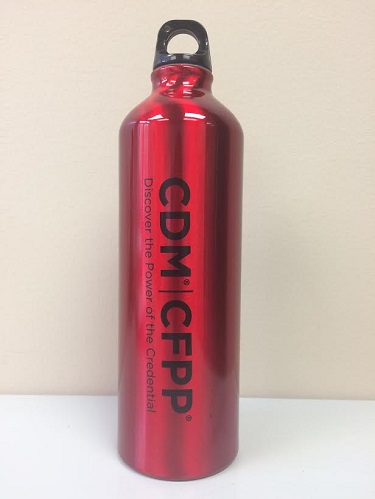 CDM®|CFPP®
Discover the Power of the Credential